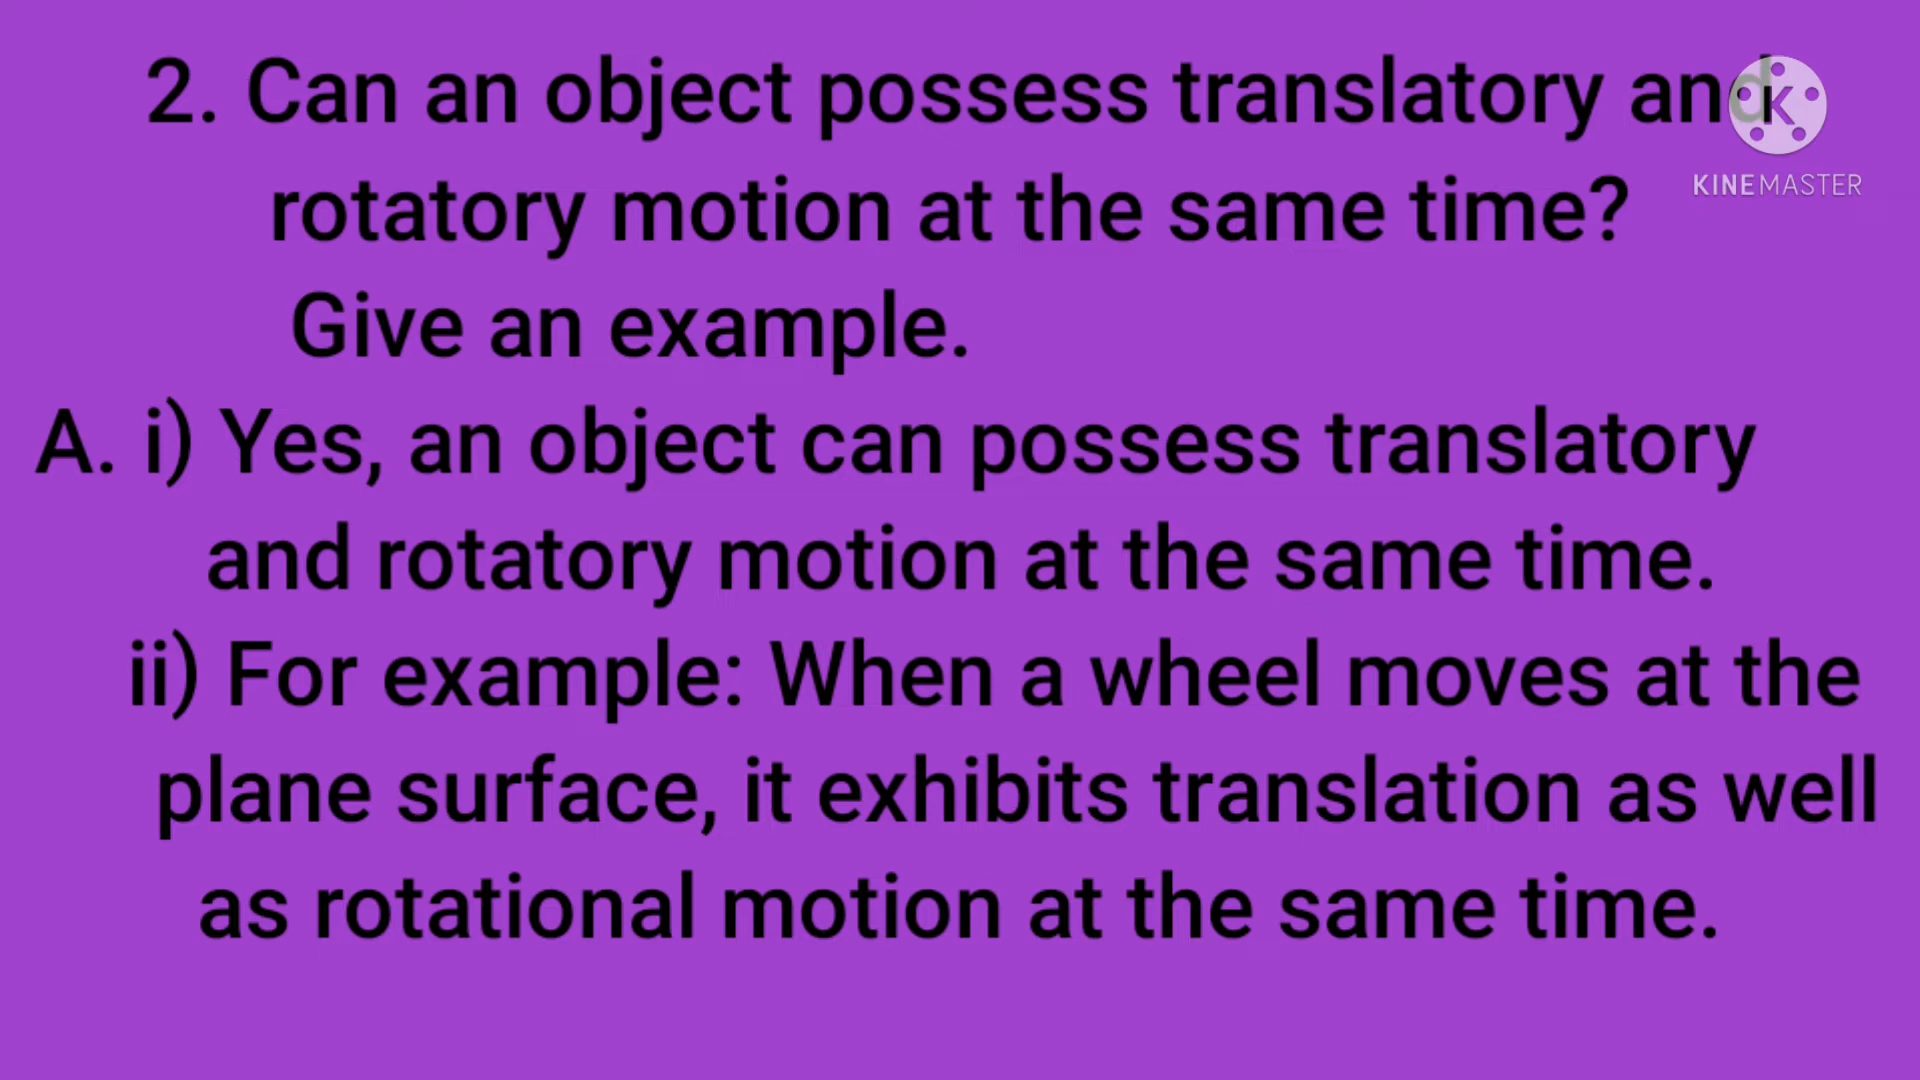 2. Can an object possess translatory and
rotatory motion at the same time?
Give an example.
A. i) Yes, an object can possess translatory
and rotatory motion at the same time.
ii) For example: When a wheel moves at the
plane surface, it exhibits translation as well
as rotational motion at the same time.
K
KINEMASTER